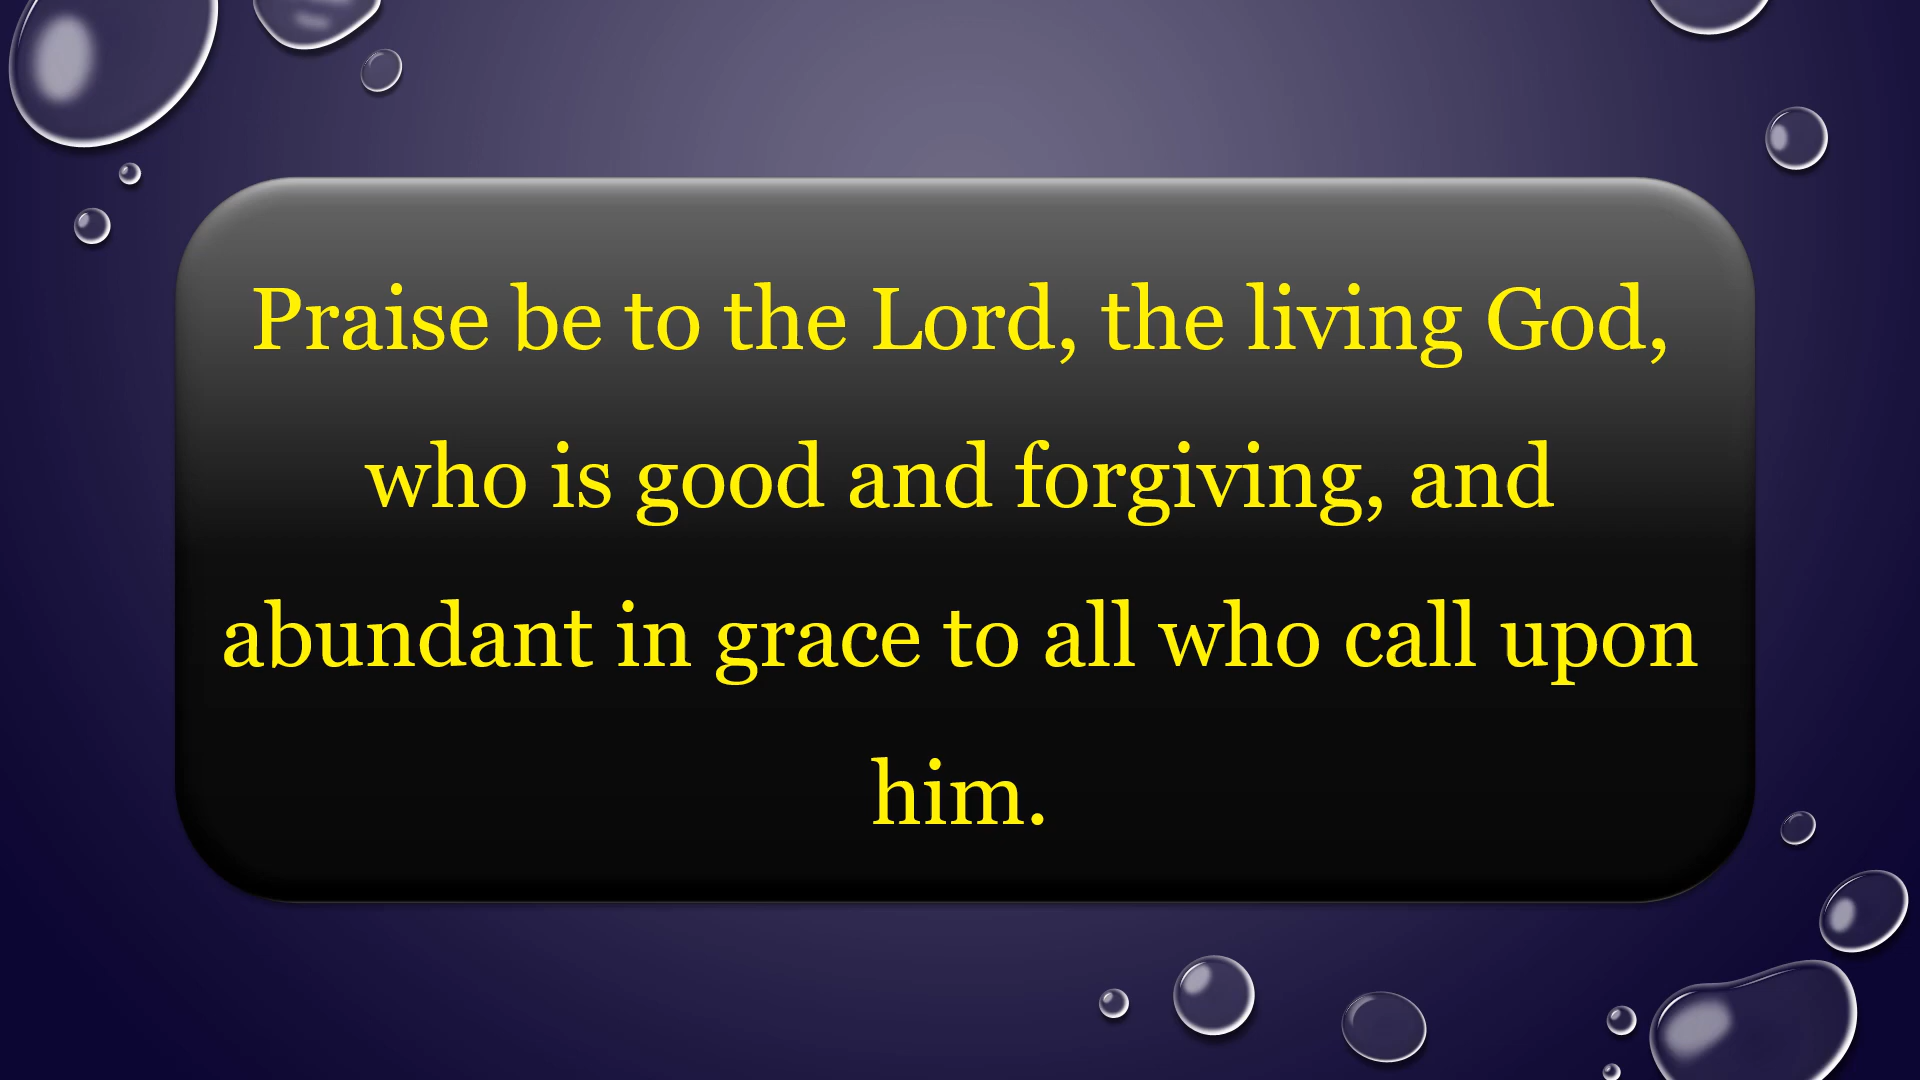 Praise be to the Lord, the living God,
who is good and forgiving, and
abundant in grace to all who call upon
him.